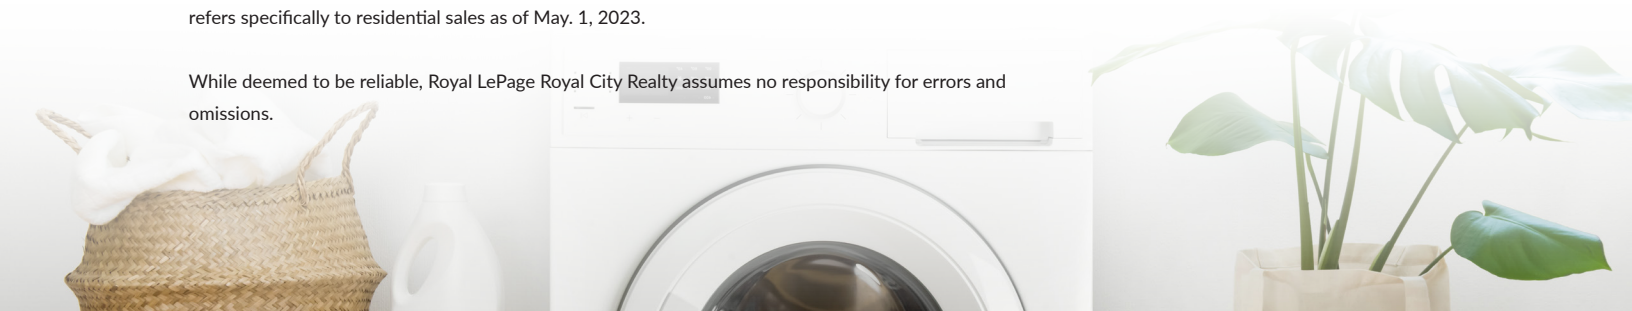 refers specifically to residential sales as of May. 1, 2023.
While deemed to be reliable, Royal LePage Royal City Realty assumes no responsibility for errors and
omissions.